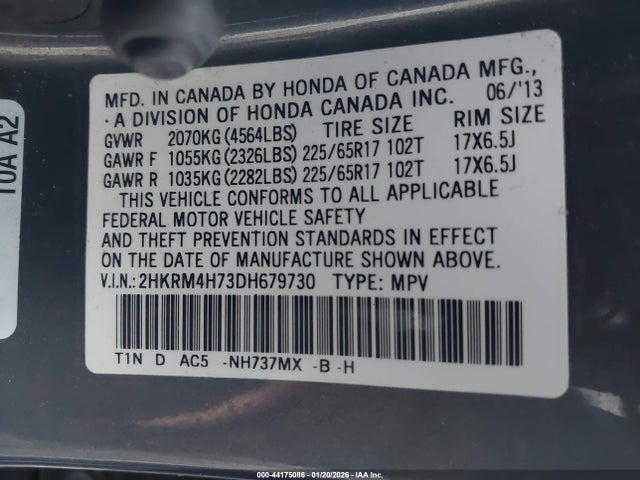 MFD. IN CANADA BY HONDA OF CANADA MFG.,
· A DIVISION OF HONDA CANADA INC. 06/'13
GVWR 2070KG(4564LBS) TIRE SIZE RIM SIZE
GAWR F 1055KG(2326LBS) 225/65R17 102T 17X6.5J
GAWR R 1035KG(2282LBS) 225/65R17 102T 17X6.5J
THIS VEHICLE CONFORMS TO ALL APPLICABLE
FEDERAL MOTOR VEHICLE SAFETY
AND THEFT PREVENTION STANDARDS IN EFFECT
ON THE DATE OF MANUFACTURE SHOWN ABOVE.
V.I.N.:2HKRM4H73DH679730 TYPE: MPV
T1N D AC5 -NH737MX -B -H
10A A2
000-44175086 - 01/20/2026 - IAA Inc.